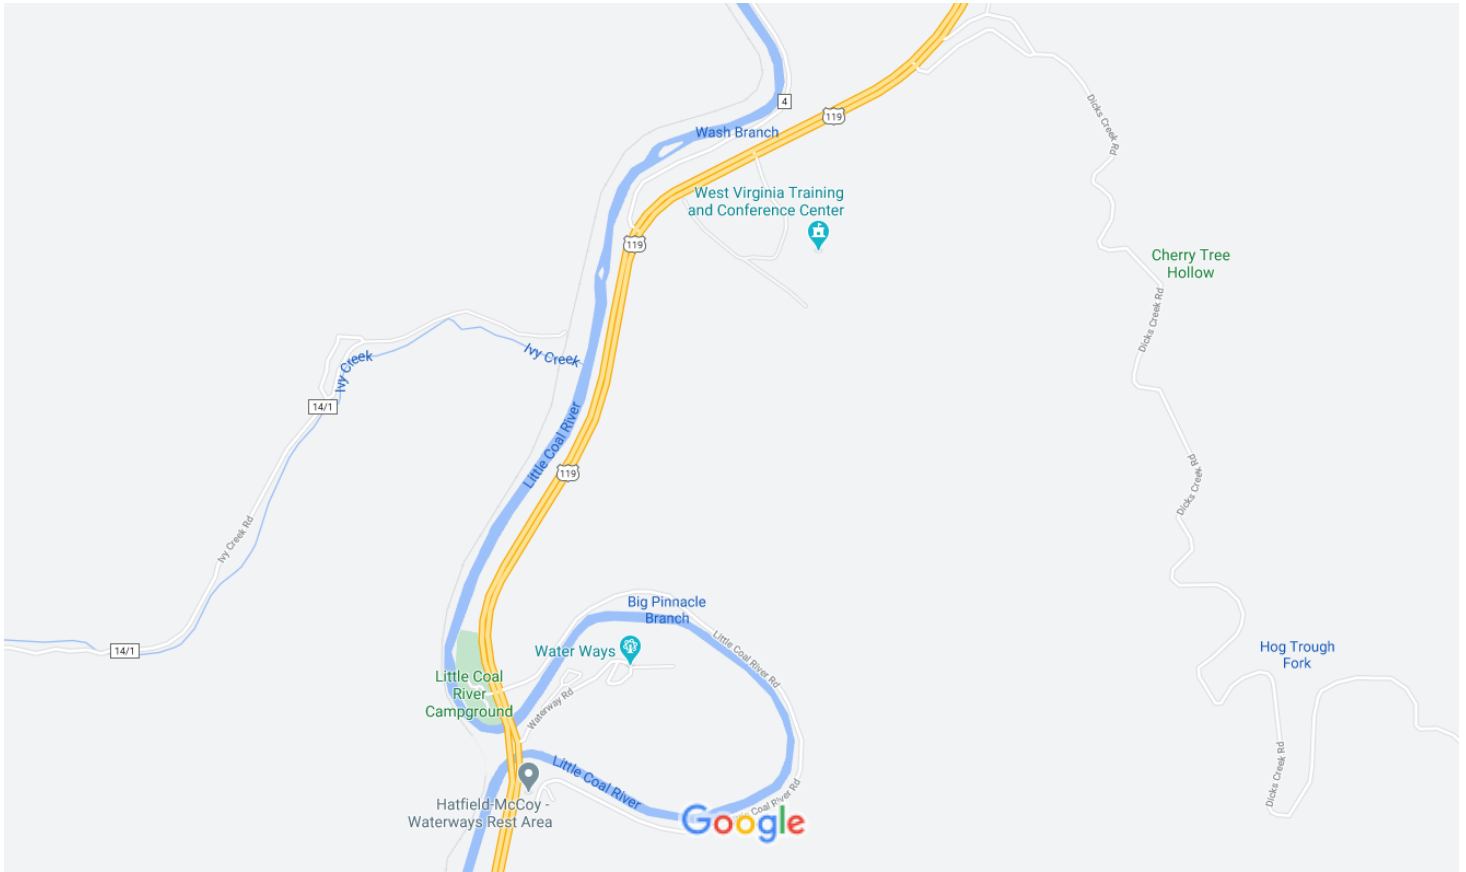 4
119
Wash Branch
Dicks Creek Rd
West Virginia Training
and Conference Center
119
Cherry Tree
Hollow
Dicks Creek Rd
Ivy Creek
Ivy Creek
14/1
Little Coal River
119
Dicks Creek Rd
Ivy Creek Rd
Big Pinnacle
Branch
Little Coal River Rd
Water Ways
14/1
Hog Trough
Fork
Little Coal
River
Campground
Waterway Rd
Little Coal River
Dicks Creek Rd
Coal River Rd
Hatfield-McCoy -
Waterways Rest Area
Google